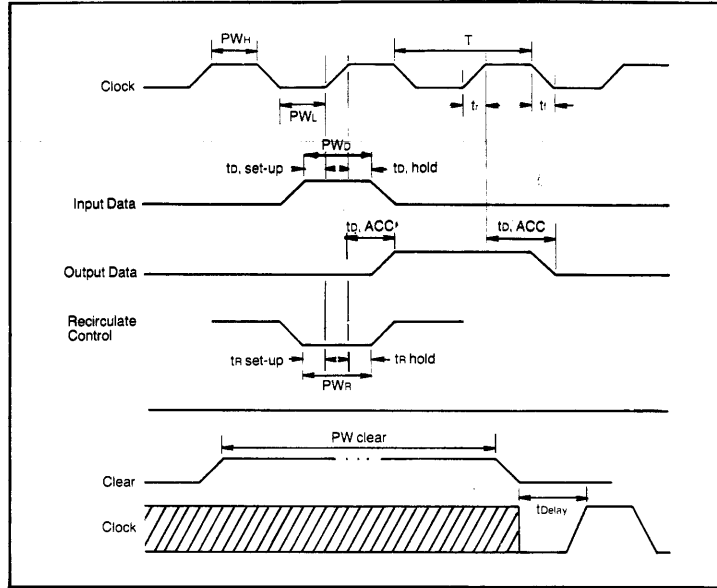 PWH T
Clock
PWL tr tf
PWD
tD, set-up tD, hold
Input Data
tD, ACC tD, ACC
Output Data
Recirculate
Control
tR set-up tR hold
PWR
PW clear
Clear
tDelay
Clock